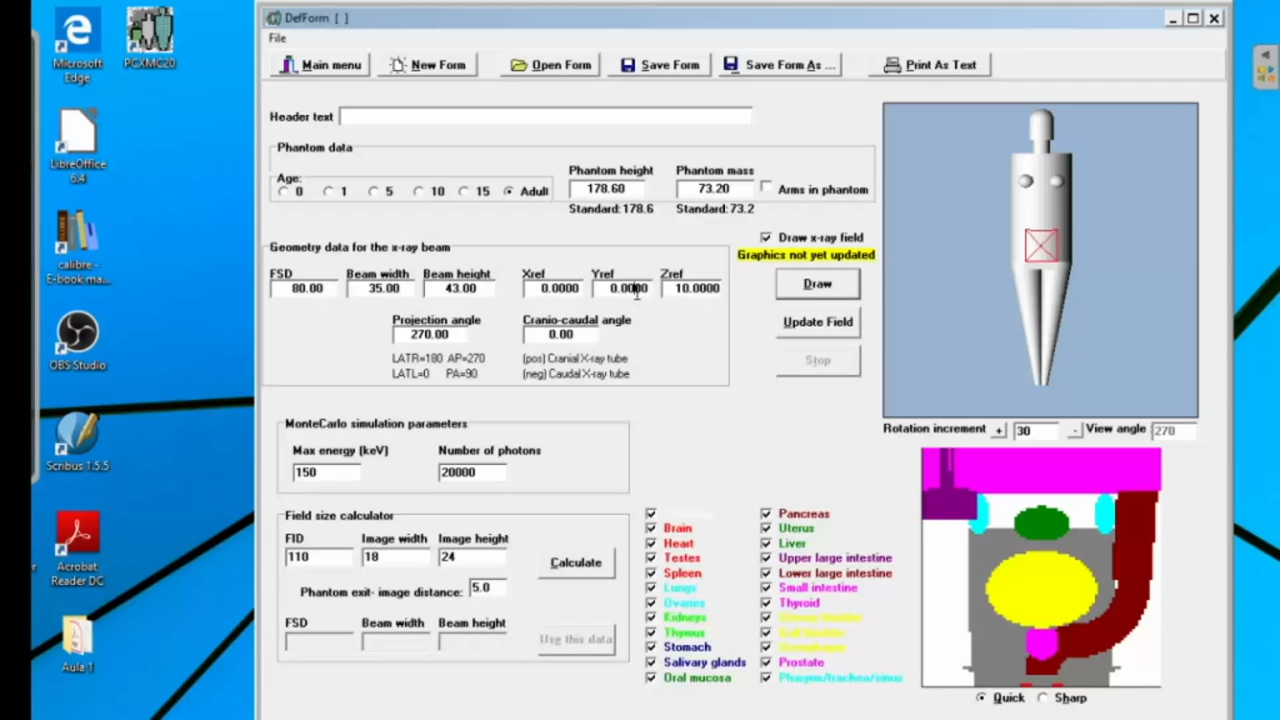 Microsoft
Edge
PCXMC20
LibreOffice
6.4
calibre -
E-book ma...
OBS Studio
Scribus 1.5.5
Acrobat
Reader DC
Aula 1
DefForm [ ]
File
Main menu
New Form
Open Form
Save Form
Save Form As ...
Print As Text
Header text
Phantom data
Age:
0 1 5 10 15 Adult
Phantom height
178.60
Standard: 178.6
Phantom mass
73.20
Standard: 73.2
Arms in phantom
Geometry data for the x-ray beam
FSD Beam width Beam height Xref Yref Zref
80.00 35.00 43.00 0.0000 0.0000 10.0000
Projection angle
270.00
LATR=180 AP=270
LATL=0 PA=90
Cranio-caudal angle
0.00
(pos) Cranial X-ray tube
(neg) Caudal X-ray tube
Draw x-ray field
Graphics not yet updated
Draw
Update Field
Stop
Rotation increment + 30 - View angle 270
MonteCarlo simulation parameters
Max energy (keV) Number of photons
150 20000
Field size calculator
FID Image width Image height
110 18 24
Calculate
Phantom exit- image distance: 5.0
FSD Beam width Beam height
Use this data
Brain
Heart
Testes
Spleen
Lungs
Ovaries
Kidneys
Thymus
Stomach
Salivary glands
Oral mucosa
Pancreas
Uterus
Liver
Upper large intestine
Lower large intestine
Small intestine
Thyroid
Prostate
Pharynx/trachea/sinus
Quick Sharp